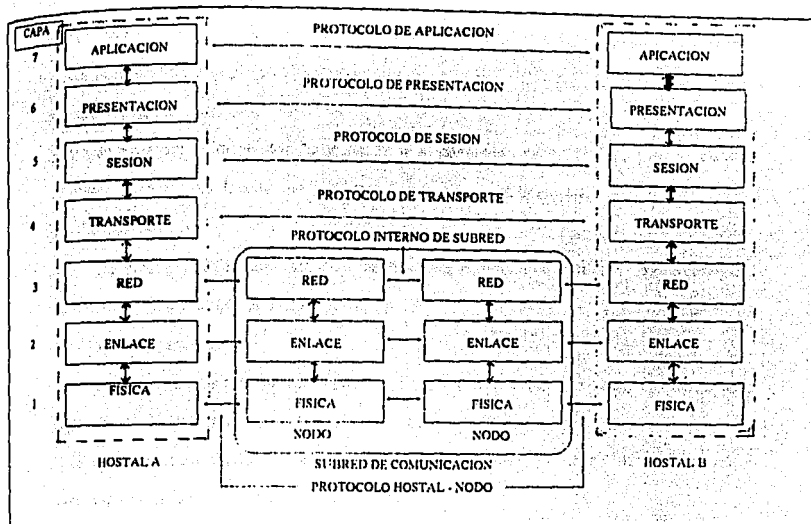 CAPA
PROTOCOLO DE APLICACION
7 APLICACION APICACION
PROTOCOLO DE PRESENTACION
6 PRESENTACION PRESENTACION
PROTOCOLO DE SESION
5 SESION SESION
PROTOCOLO DE TRANSPORTE
4 TRANSPORTE TRANSPORTE
PROTOCOLO INTERNO DE SUBRED
3 RED RED RED RED
2 ENLACE ENLACE ENLACE ENLACE
1 FISICA FISICA FISICA FISICA
NODO NODO
HOSTAL A SUBRED DE COMUNICACION HOSTAL B
PROTOCOLO HOSTAL - NODO